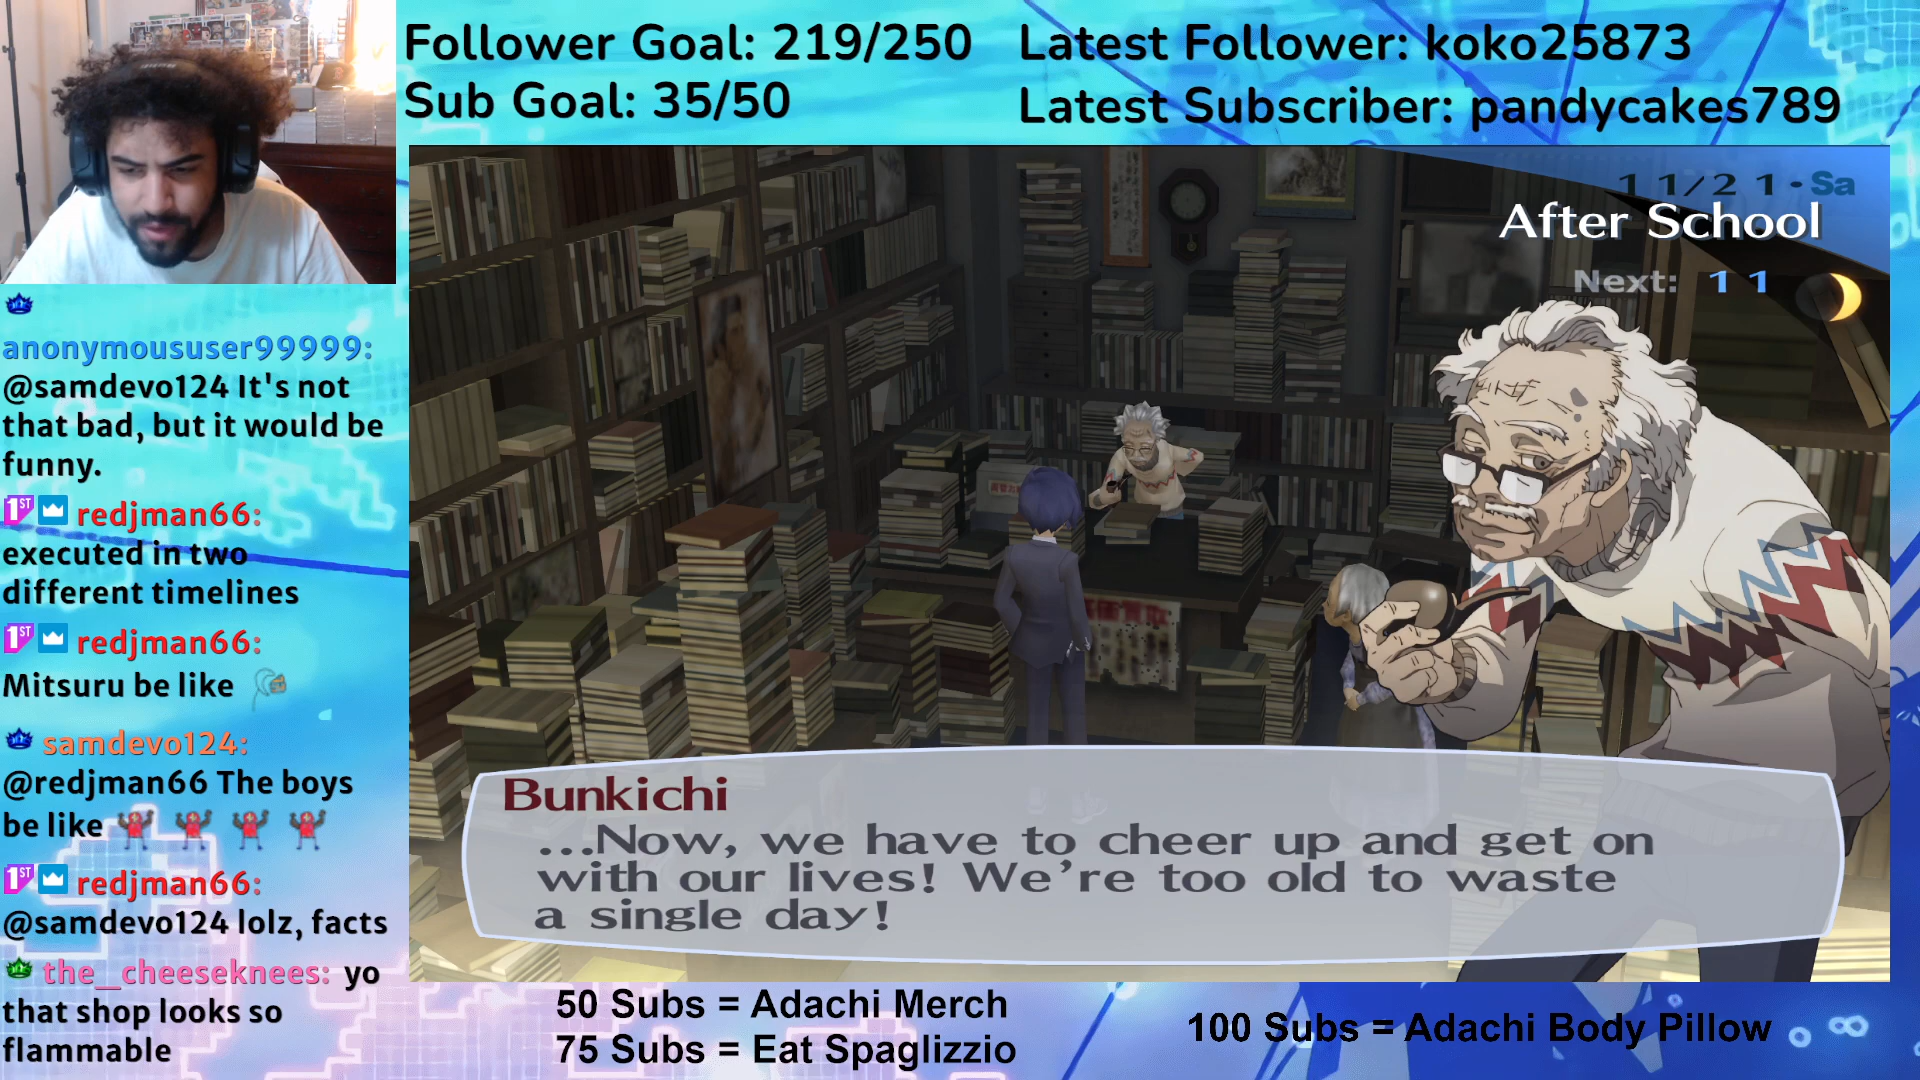 Follower Goal: 219/250
Sub Goal: 35/50
Latest Follower: koko25873
Latest Subscriber: pandycakes789
anonymoususer99999:
@samdevo124 It's not
that bad, but it would be
funny.
1ST redjman66:
executed in two
different timelines
1ST redjman66:
Mitsuru be like
samdevo124:
@redjman66 The boys
be like
1ST redjman66:
@samdevo124 lolz, facts
the_cheeseknees: yo
that shop looks so
flammable
11/21·Sa
After School
Next: 11
Bunkichi
...Now, we have to cheer up and get on
with our lives! We're too old to waste
a single day!
50 Subs = Adachi Merch
75 Subs = Eat Spaglizzio
100 Subs = Adachi Body Pillow